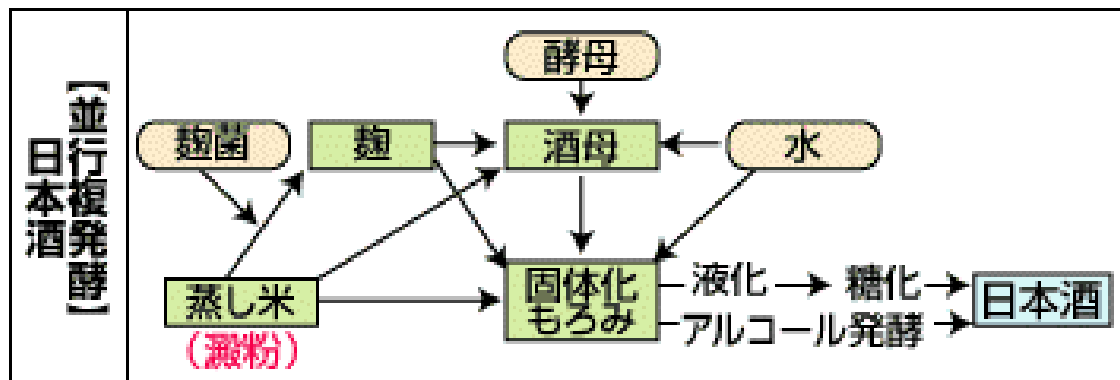 日本酒
【並行複発酵】
酵母
麹菌
麹
酒母
水
蒸し米
(澱粉)
固体化
もろみ
液化
糖化
アルコール発酵
日本酒